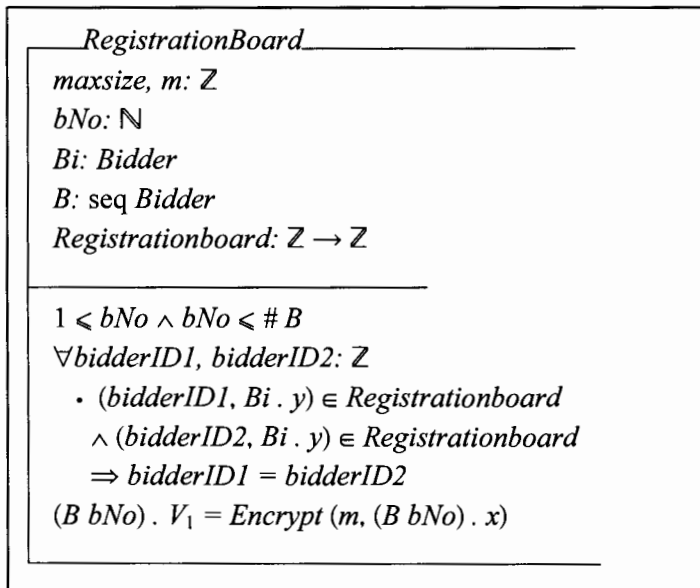 RegistrationBoard
maxsize, m: ℤ
bNo: ℕ
Bi: Bidder
B: seq Bidder
Registrationboard: ℤ → ℤ
1 ⩽ bNo ∧ bNo ⩽ # B
∀bidderID1, bidderID2: ℤ
• (bidderID1, Bi . y) ∈ Registrationboard
∧ (bidderID2, Bi . y) ∈ Registrationboard
⇒ bidderID1 = bidderID2
(B bNo) . V₁ = Encrypt (m, (B bNo) . x)